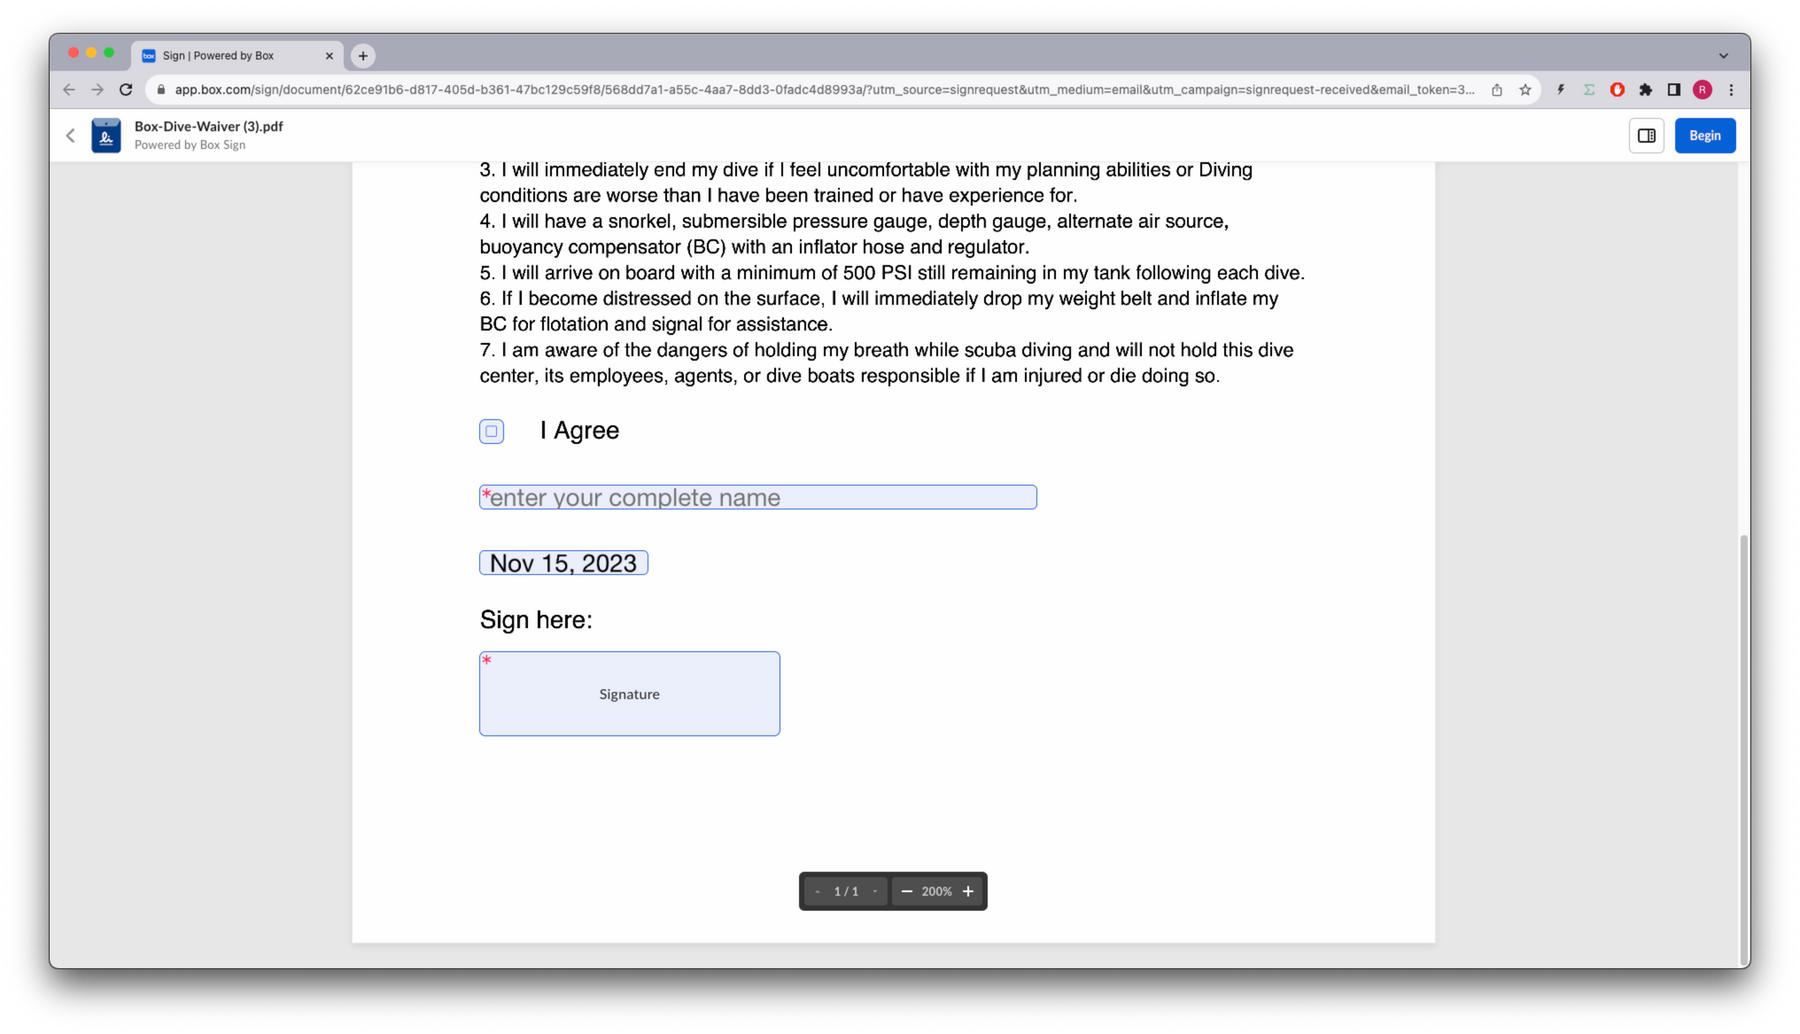 Sign | Powered by Box
app.box.com/sign/document/62ce91b6-d817-405d-b361-47bc129c59f8/568dd7a1-a55c-4aa7-8dd3-0fadc4d8993a/?utm_source=signrequest&utm_medium=email&utm_campaign=signrequest-received&email_token=3...
R
Box-Dive-Waiver (3).pdf
Powered by Box Sign
Begin
3. I will immediately end my dive if I feel uncomfortable with my planning abilities or Diving
conditions are worse than I have been trained or have experience for.
4. I will have a snorkel, submersible pressure gauge, depth gauge, alternate air source,
buoyancy compensator (BC) with an inflator hose and regulator.
5. I will arrive on board with a minimum of 500 PSI still remaining in my tank following each dive.
6. If I become distressed on the surface, I will immediately drop my weight belt and inflate my
BC for flotation and signal for assistance.
7. I am aware of the dangers of holding my breath while scuba diving and will not hold this dive
center, its employees, agents, or dive boats responsible if I am injured or die doing so.
I Agree
*enter your complete name
Nov 15, 2023
Sign here:
*
Signature
1 / 1
200%